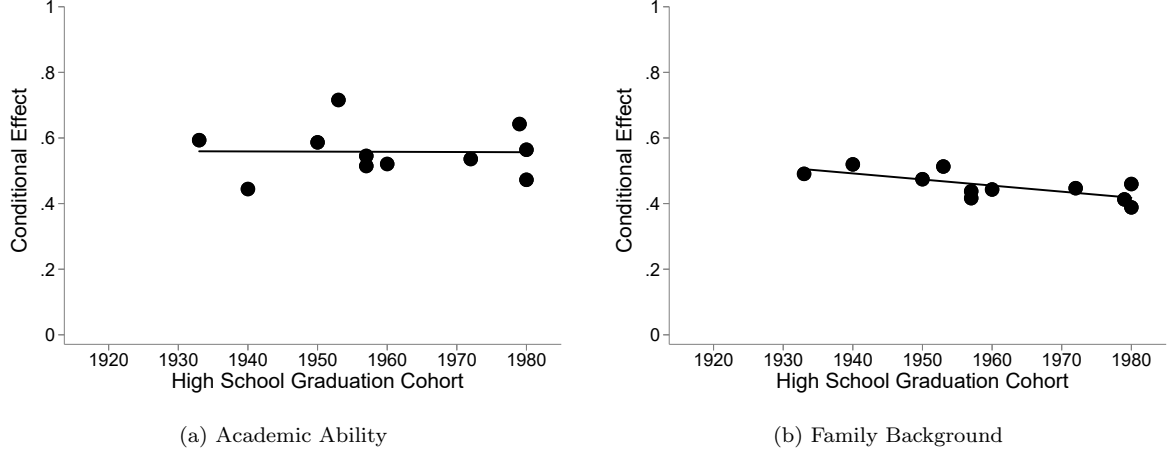 Conditional Effect
1
.8
.6
.4
.2
0
1920 1930 1940 1950 1960 1970 1980
High School Graduation Cohort
(a) Academic Ability
Conditional Effect
1
.8
.6
.4
.2
0
1920 1930 1940 1950 1960 1970 1980
High School Graduation Cohort
(b) Family Background